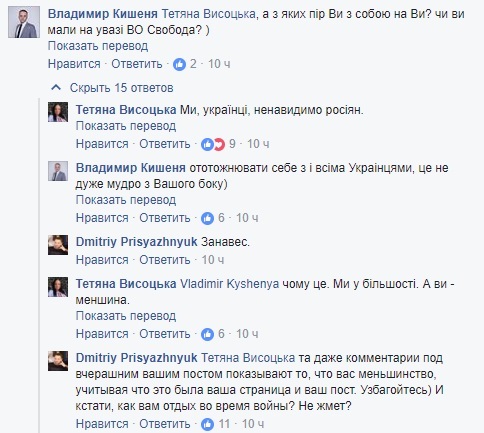 Владимир Кишеня Тетяна Висоцька, а з яких пір Ви з собою на Ви? чи ви
мали на увазі ВО Свобода? )
Показать перевод
Нравится · Ответить · 2 · 10 ч
Скрыть 15 ответов
Тетяна Висоцька Ми, українці, ненавидимо росіян.
Показать перевод
Нравится · Ответить · 9 · 10 ч
Владимир Кишеня ототожнювати себе з і всіма Українцями, це не
дуже мудро з Вашого боку)
Показать перевод
Нравится · Ответить · 6 · 10 ч
Dmitriy Prisyazhnyuk Занавес.
Нравится · Ответить · 10 ч
Тетяна Висоцька Vladimir Kyshenya чому це. Ми у більшості. А ви -
меншина.
Показать перевод
Нравится · Ответить · 6 · 10 ч
Dmitriy Prisyazhnyuk Тетяна Висоцька та даже комментарии под
вчерашним вашим постом показывают то, что вас меньшинство,
учитывая что это была ваша страница и ваш пост. Узбагойтесь) И
кстати, как вам отдых во время войны? Не жмет?
Нравится · Ответить · 11 · 10 ч